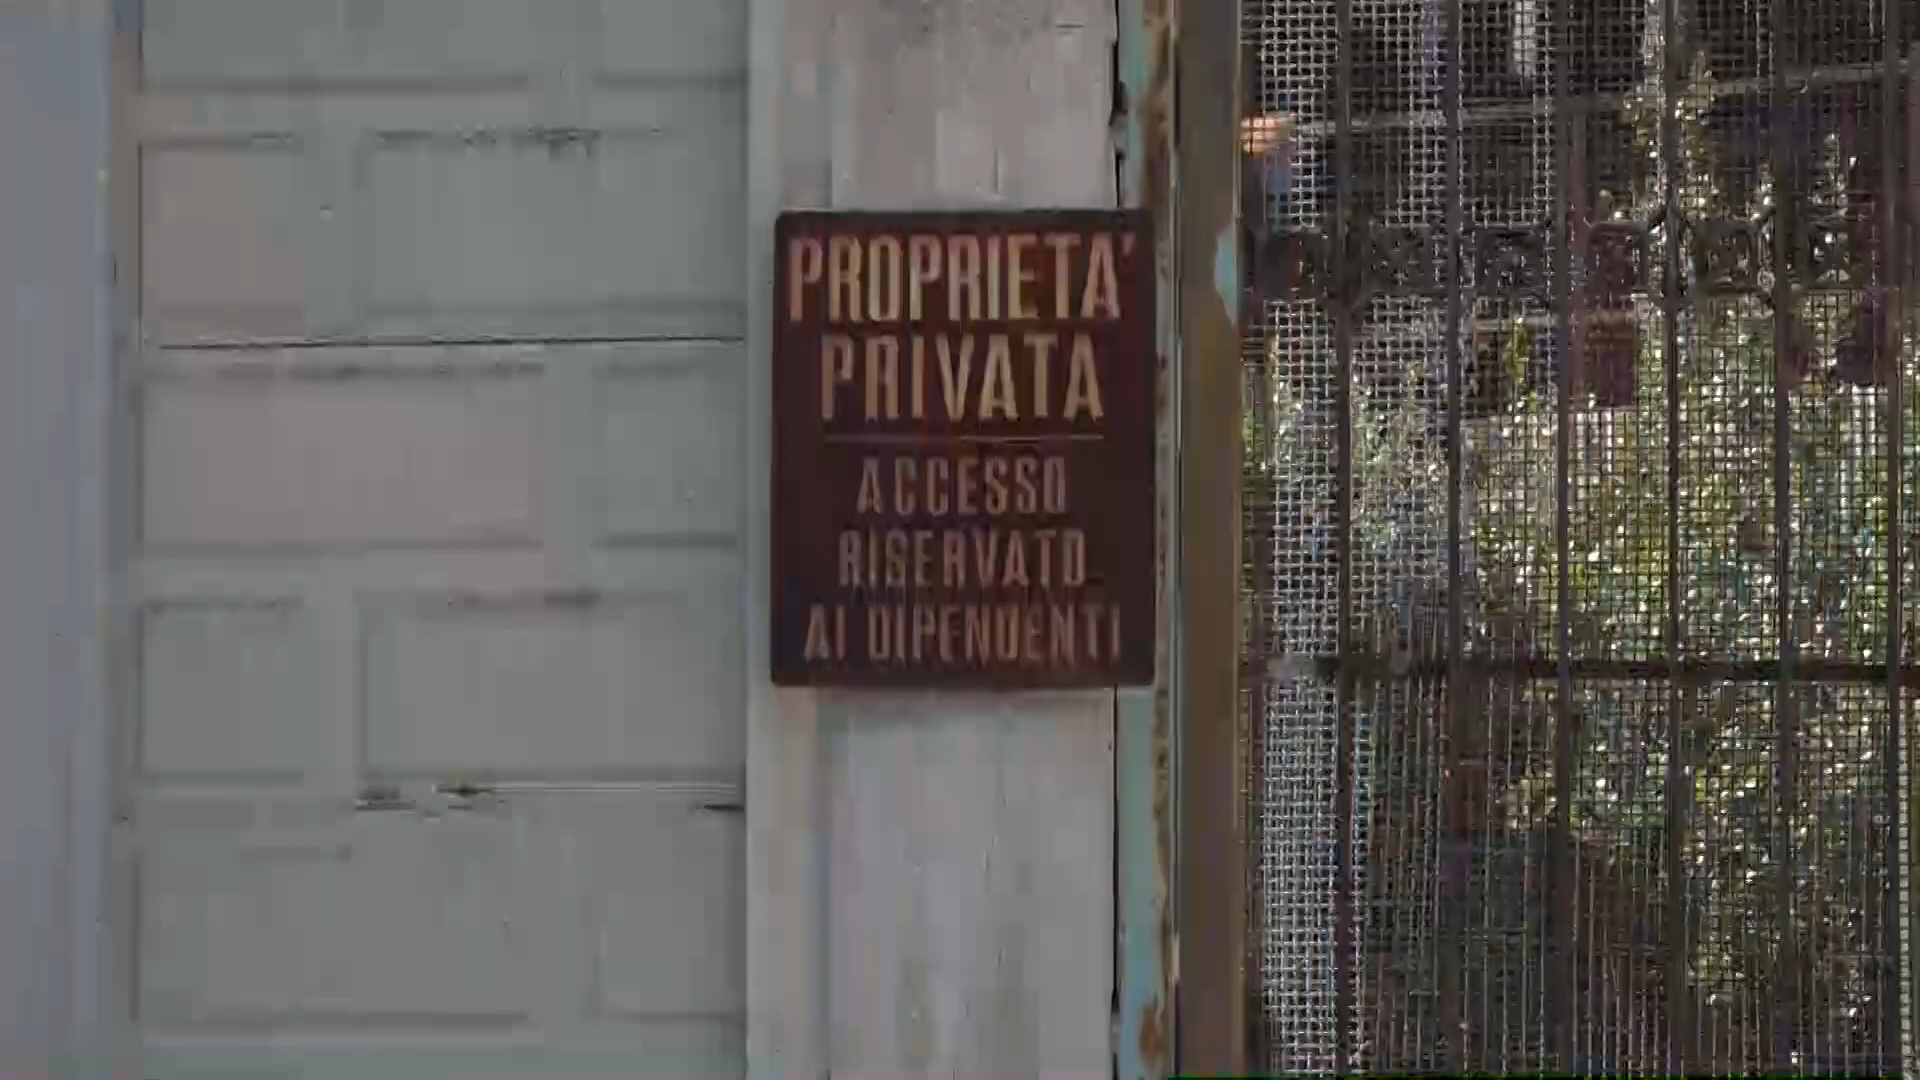 PROPRIETA'
PRIVATA
ACCESSO
RISERVATO
AI DIPENDENTI